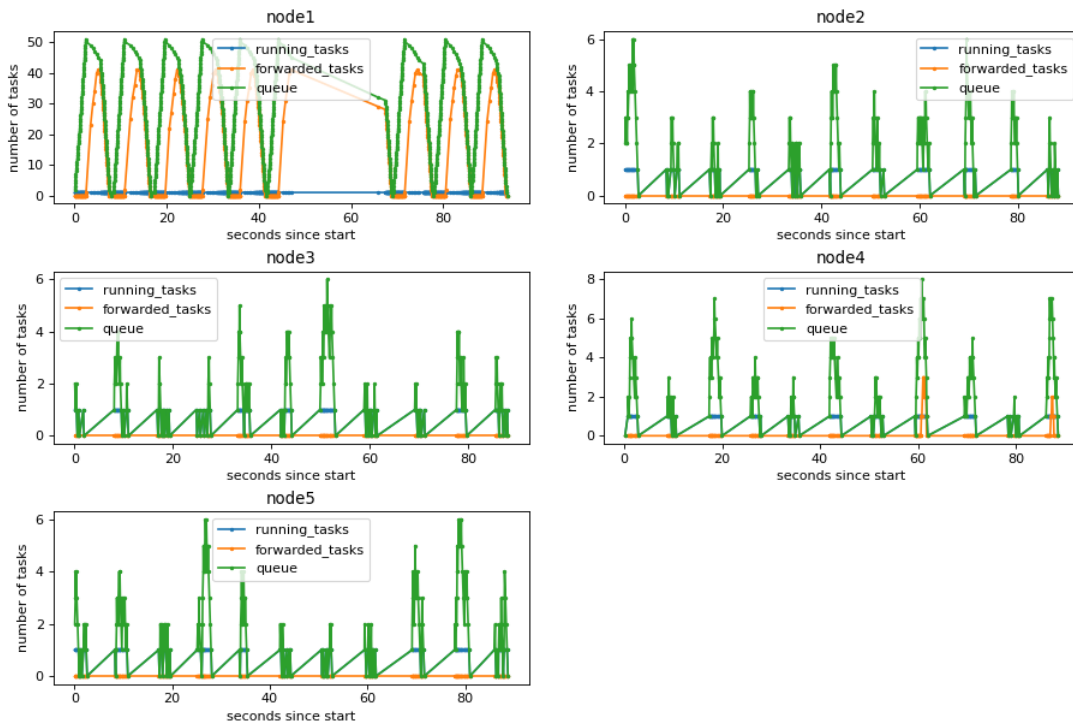 node1
number of tasks
50
40
30
20
10
0
running_tasks
forwarded_tasks
queue
0 20 40 60 80
seconds since start
node2
number of tasks
6
4
2
0
running_tasks
forwarded_tasks
queue
0 20 40 60 80
seconds since start
node3
number of tasks
6
4
2
0
running_tasks
forwarded_tasks
queue
0 20 40 60 80
seconds since start
node4
number of tasks
8
6
4
2
0
running_tasks
forwarded_tasks
queue
0 20 40 60 80
seconds since start
node5
number of tasks
6
4
2
0
running_tasks
forwarded_tasks
queue
0 20 40 60 80
seconds since start